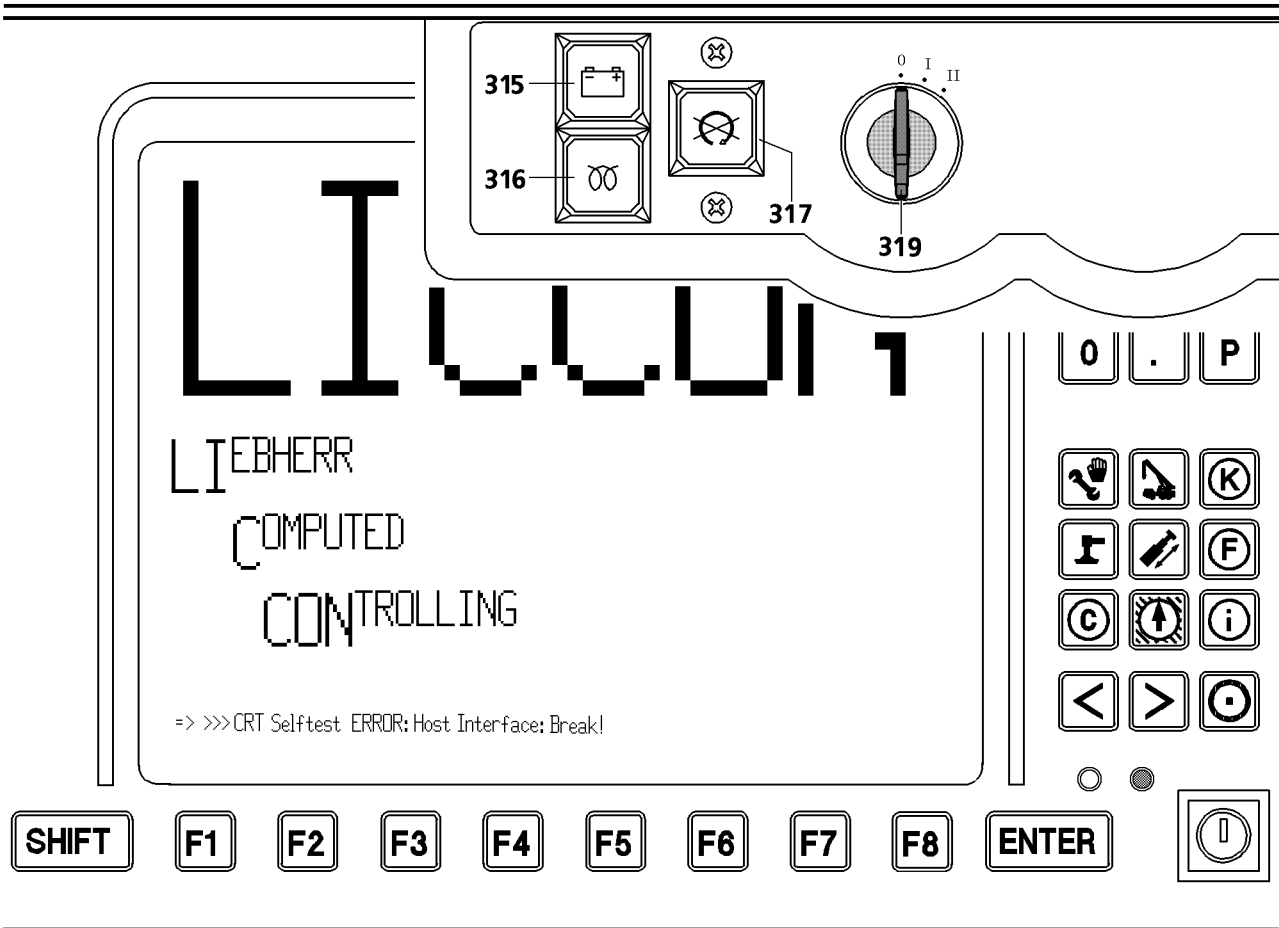 0 I II
315
316
317
319
LICCON
0 . P
LIEBHERR
COMPUTED
CONTROLLING
K
F
C i
< >
=> >>>CRT Selftest ERROR: Host Interface: Break!
SHIFT F1 F2 F3 F4 F5 F6 F7 F8 ENTER